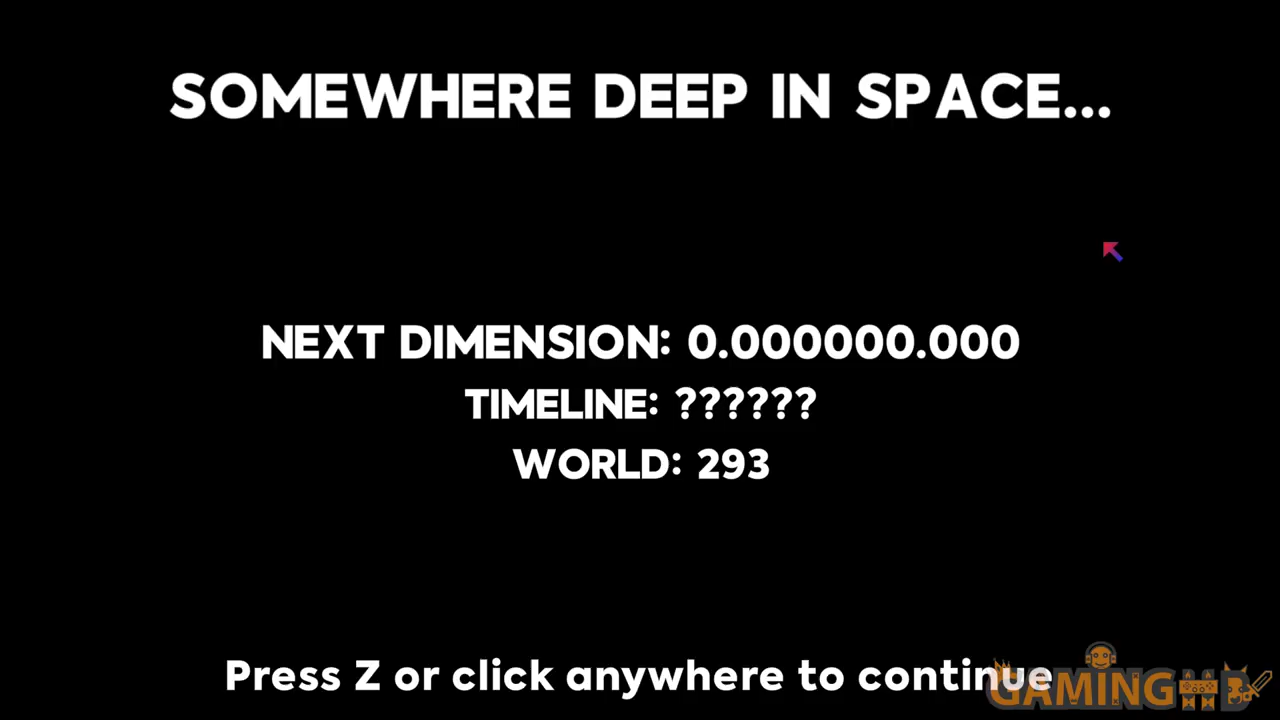 SOMEWHERE DEEP IN SPACE...
NEXT DIMENSION: 0.000000.000
TIMELINE: ??????
WORLD: 293
Press Z or click anywhere to continue
GAMING HD